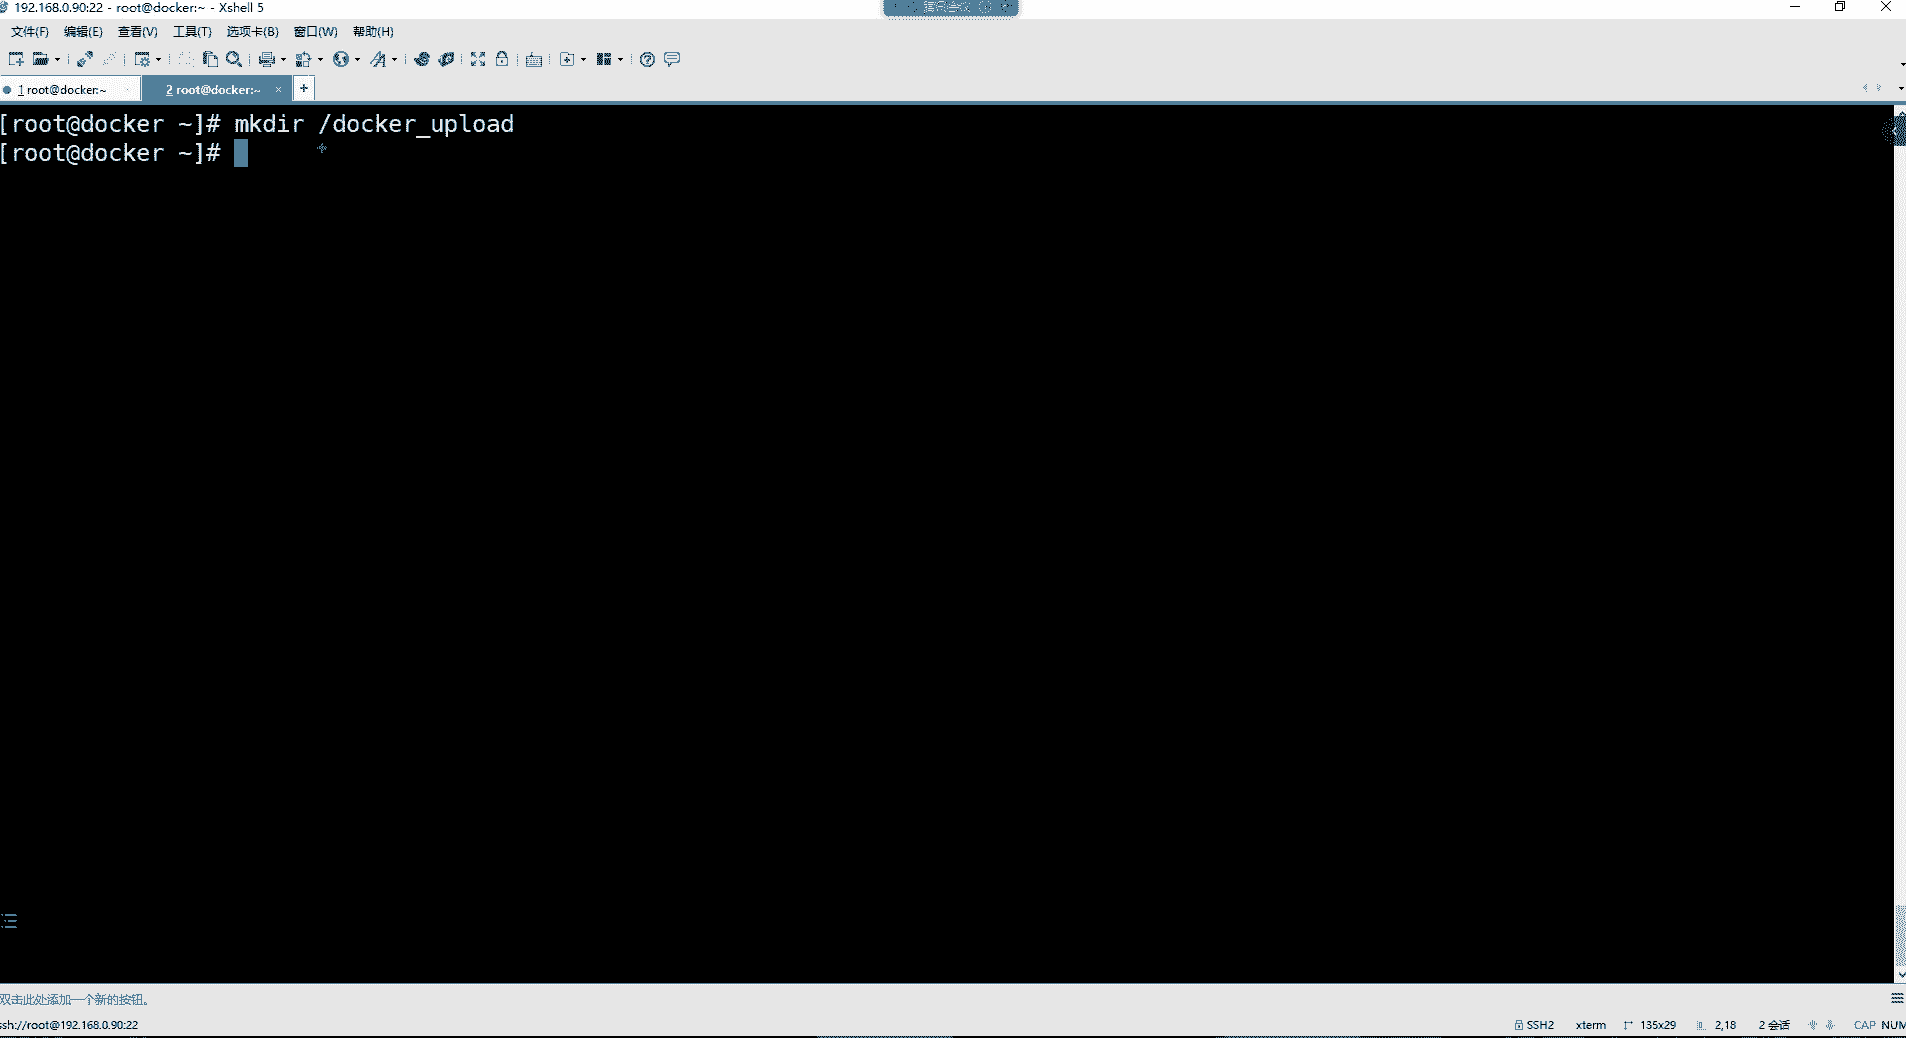 192.168.0.90:22 - root@docker:~ - Xshell 5
文件(F) 编辑(E) 查看(V) 工具(T) 选项卡(B) 窗口(W) 帮助(H)
1 root@docker:~ 2 root@docker:~ × +
[root@docker ~]# mkdir /docker_upload
[root@docker ~]#
双击此处添加一个新的按钮。
ssh://root@192.168.0.90:22 SSH2 xterm 135x29 2,18 2 会话 CAP NUM